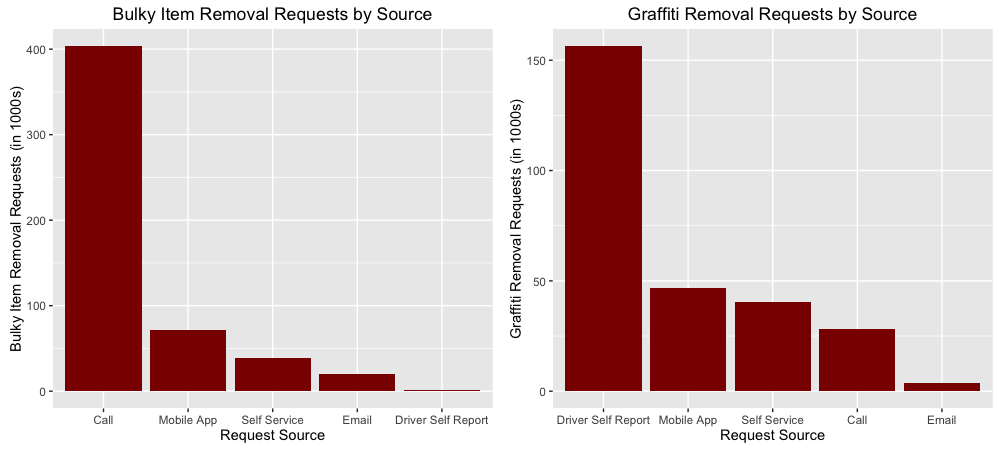 Bulky Item Removal Requests by Source
Bulky Item Removal Requests (in 1000s)
400
300
200
100
0
Call Mobile App Self Service Email Driver Self Report
Request Source
Graffiti Removal Requests by Source
Graffiti Removal Requests (in 1000s)
150
100
50
0
Driver Self Report Mobile App Self Service Call Email
Request Source